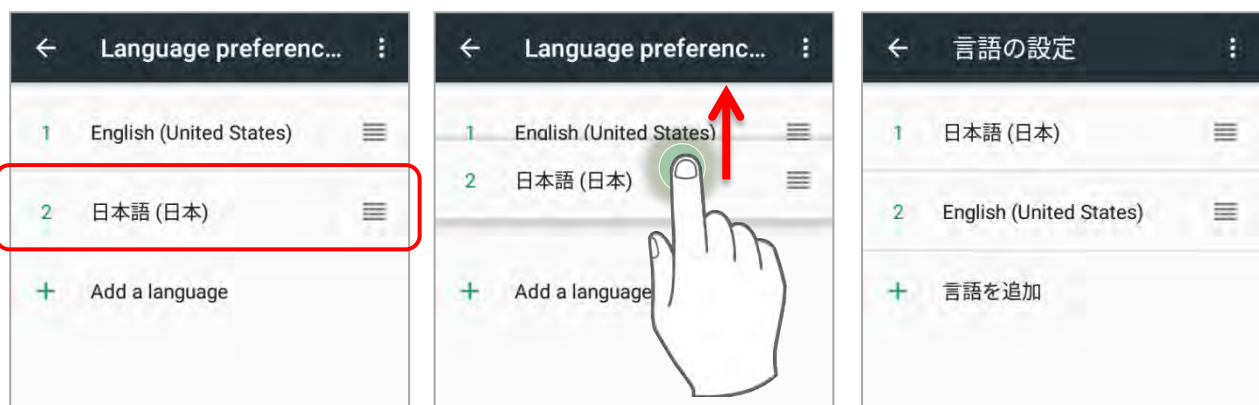 Language preferenc...
1 English (United States)
2 日本語 (日本)
+ Add a language
Language preferenc...
1 English (United States)
2 日本語 (日本)
+ Add a language
言語の設定
1 日本語 (日本)
2 English (United States)
+ 言語を追加